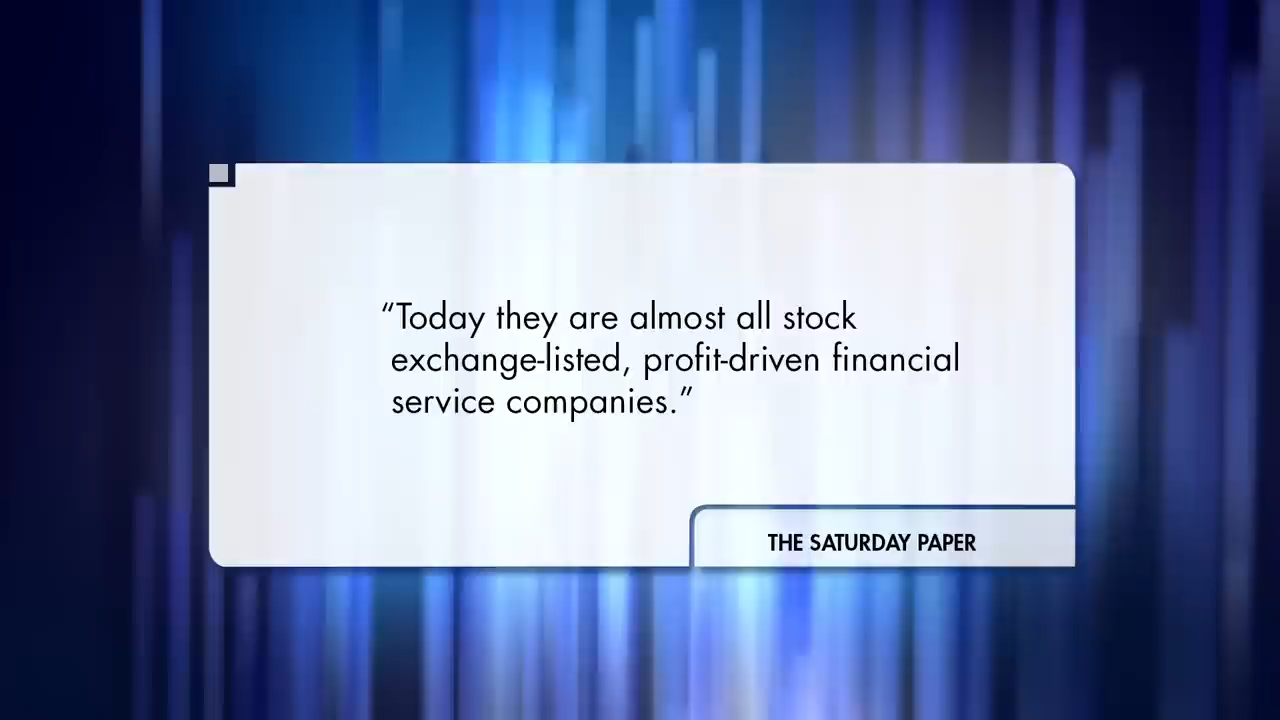 “Today they are almost all stock
exchange-listed, profit-driven financial
service companies.”
THE SATURDAY PAPER